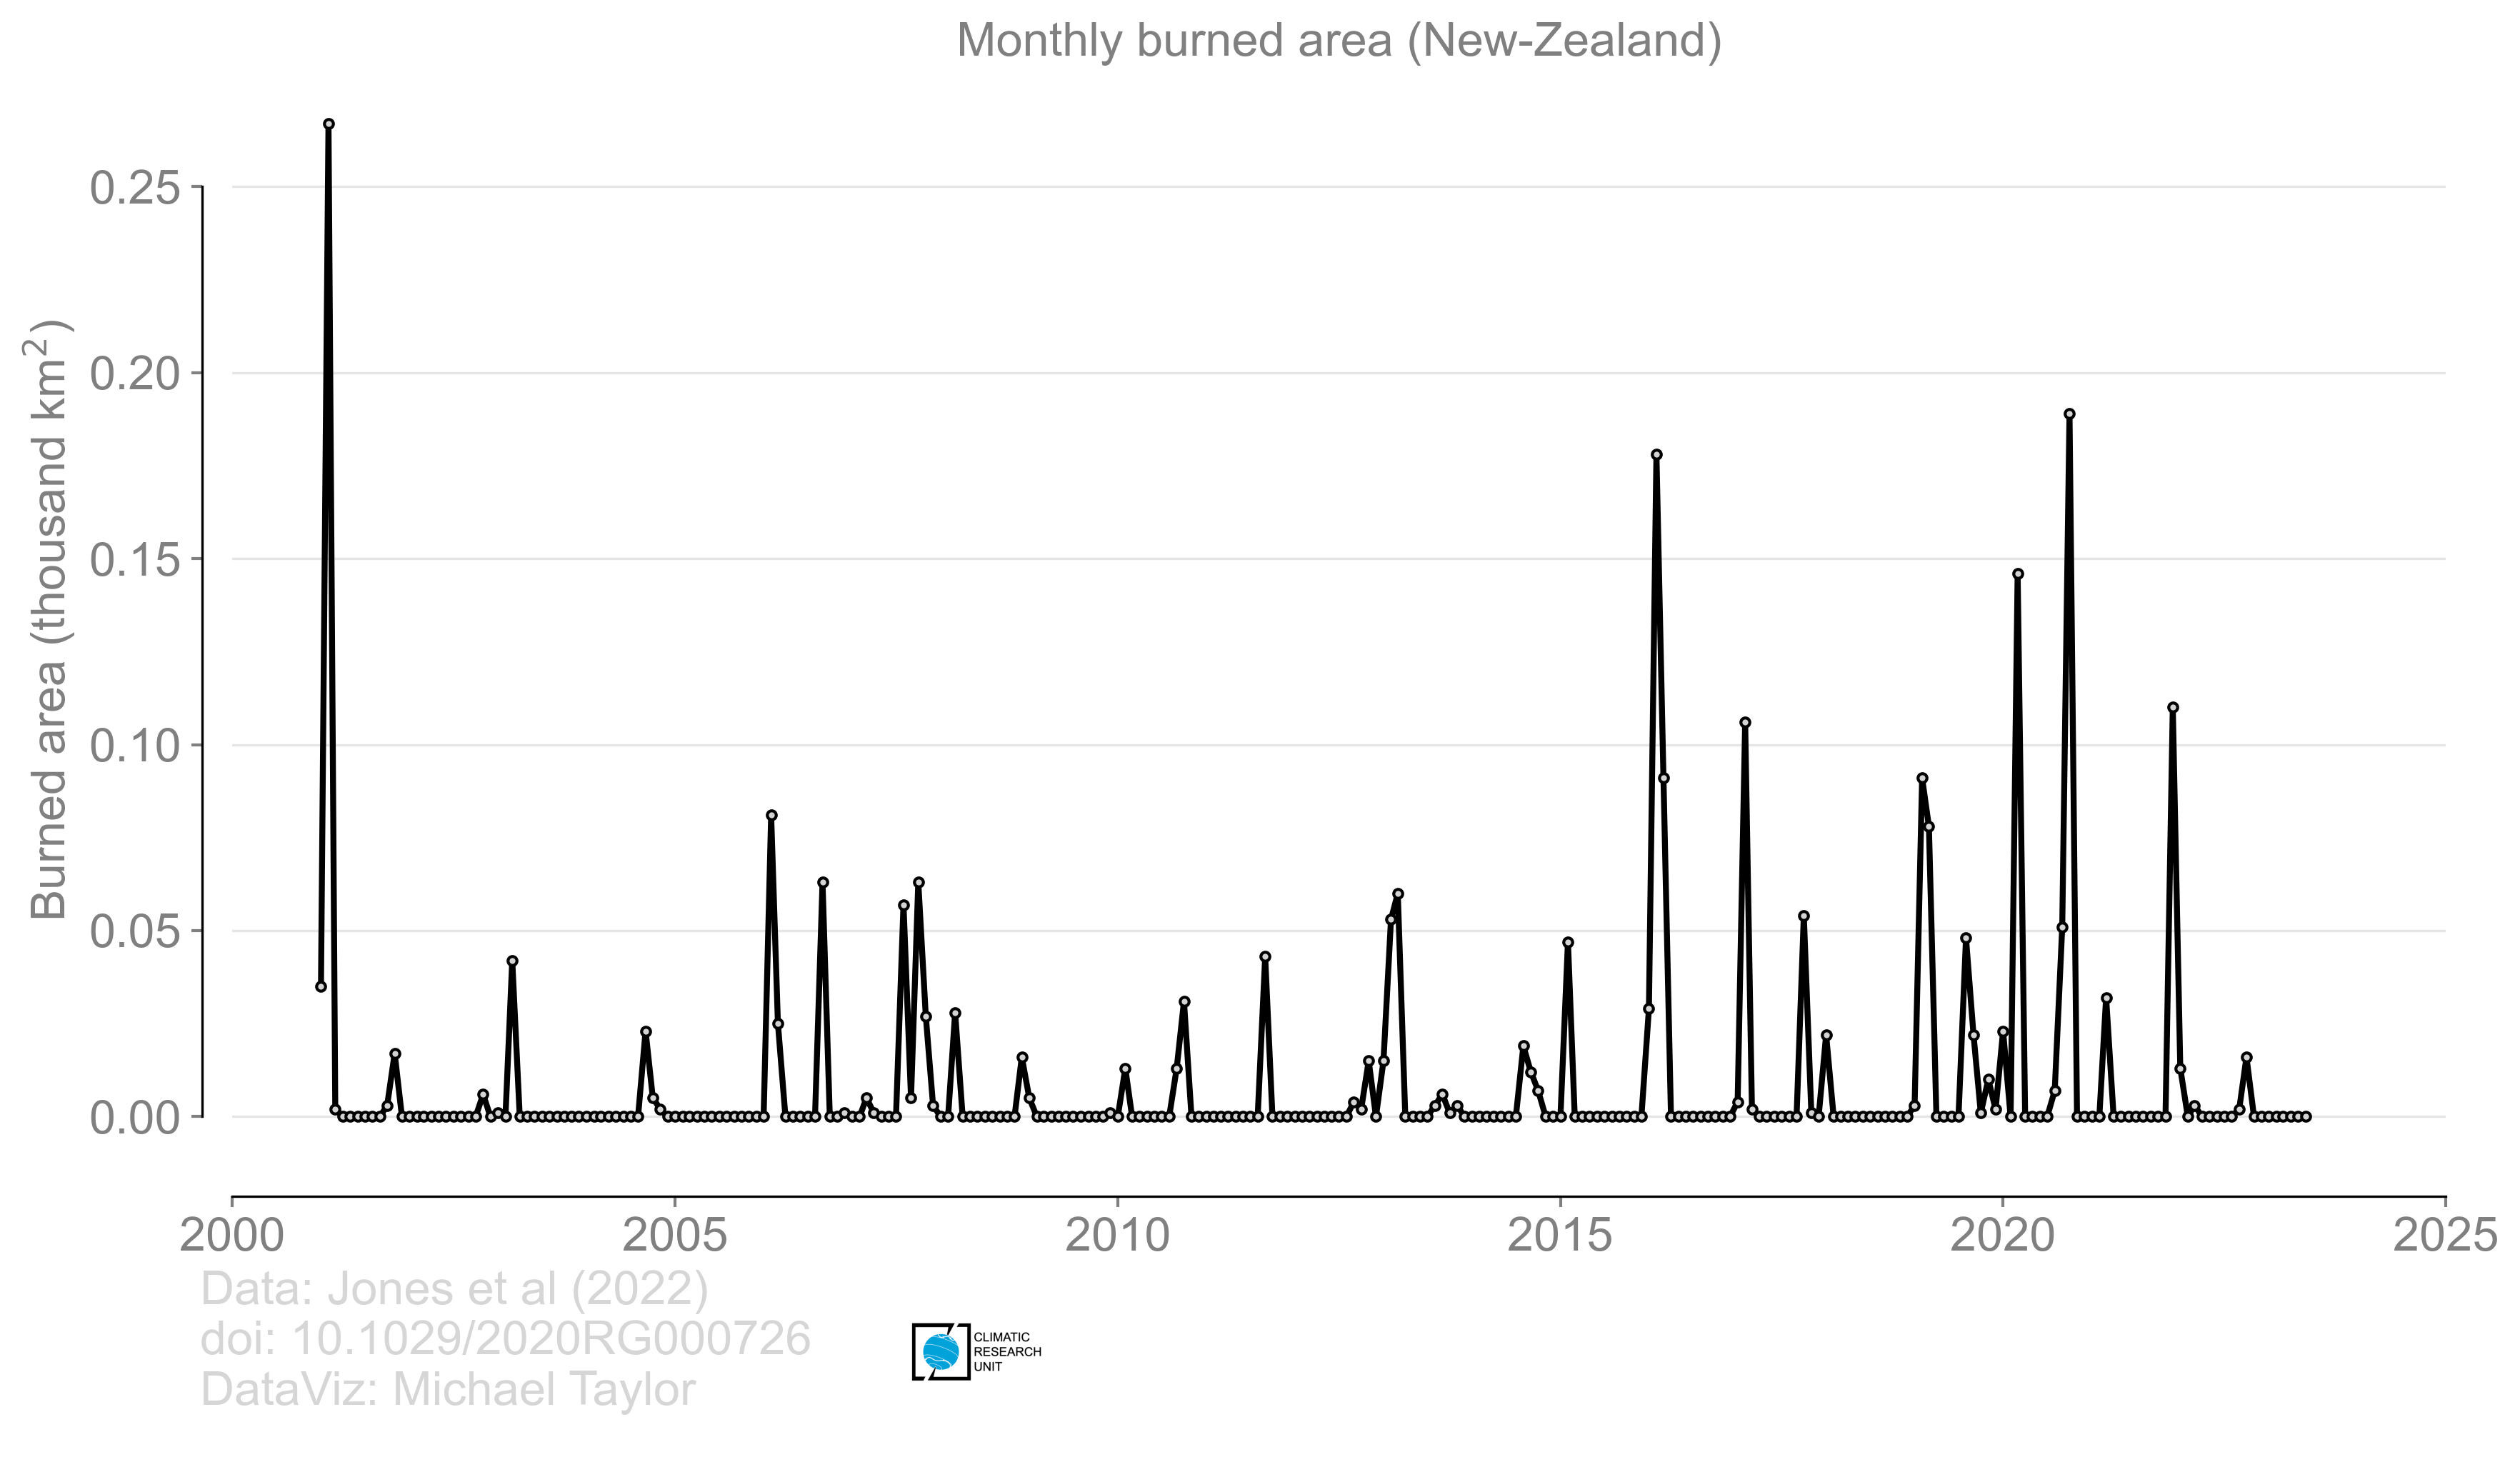 Monthly burned area (New-Zealand)
Burned area (thousand km²)
0.25
0.20
0.15
0.10
0.05
0.00
2000 2005 2010 2015 2020 2025
Data: Jones et al (2022)
doi: 10.1029/2020RG000726
DataViz: Michael Taylor
CLIMATIC
RESEARCH
UNIT